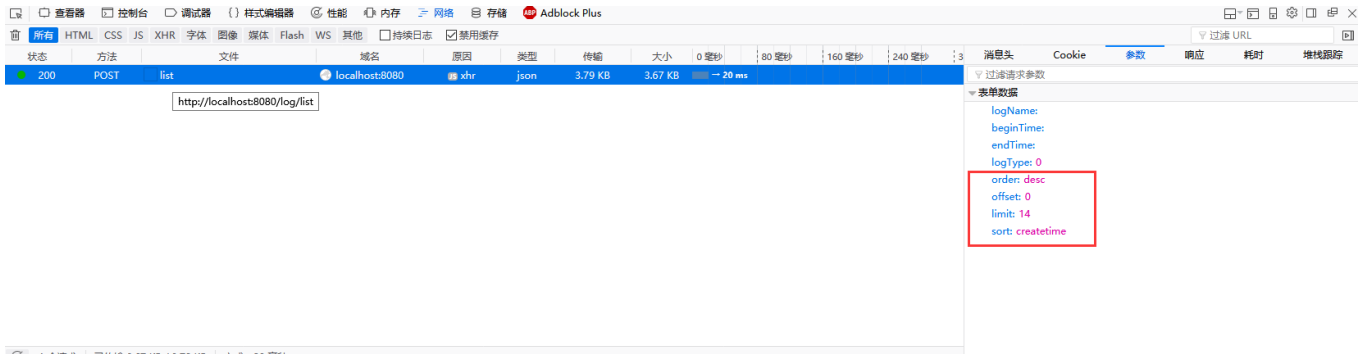 查看器 控制台 调试器 {} 样式编辑器 性能 内存 网络 存储 ABP Adblock Plus
所有 HTML CSS JS XHR 字体 图像 媒体 Flash WS 其他 持续日志 禁用缓存 过滤 URL
状态 方法 文件 域名 原因 类型 传输 大小 0 毫秒 80 毫秒 160 毫秒 240 毫秒 3 消息头 Cookie 参数 响应 耗时 堆栈跟踪
200 POST list localhost:8080 JS xhr json 3.79 KB 3.67 KB → 20 ms 过滤请求参数
表单数据
http://localhost:8080/log/list
logName:
beginTime:
endTime:
logType: 0
order: desc
offset: 0
limit: 14
sort: createtime